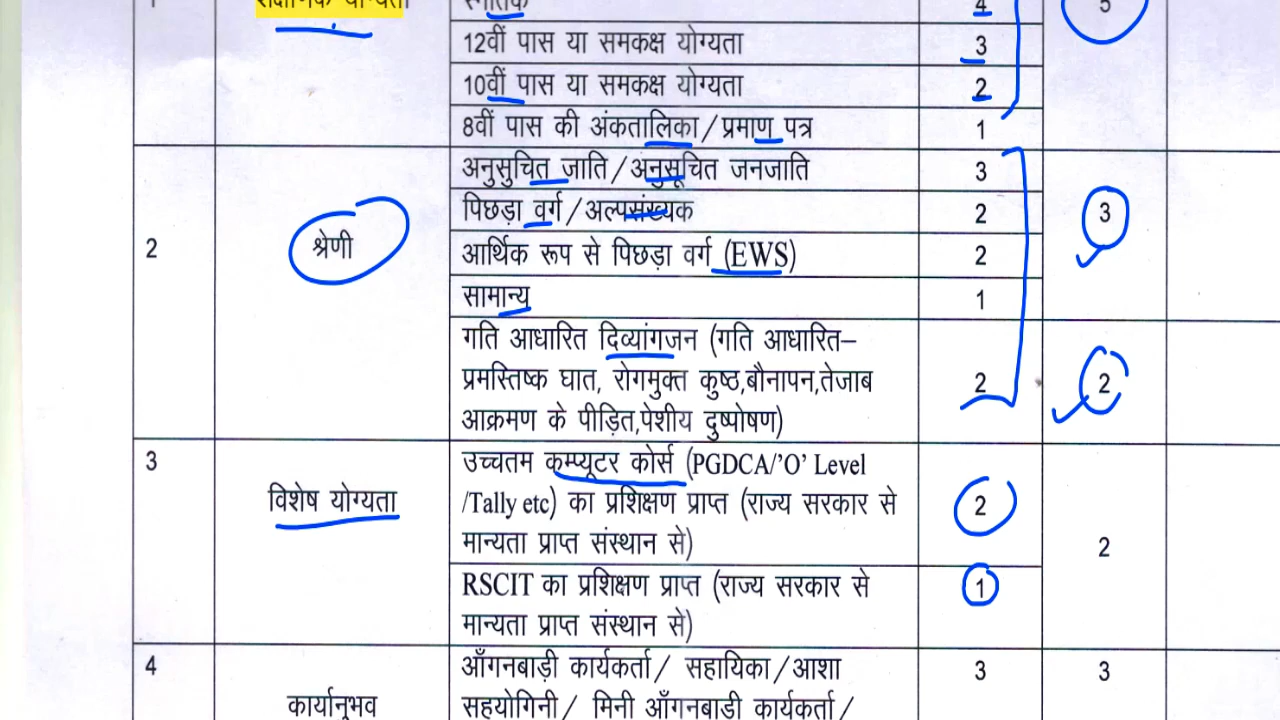 1 शैक्षणिक योग्यता स्नातक 4 5
12वीं पास या समकक्ष योग्यता 3
10वीं पास या समकक्ष योग्यता 2
8वीं पास की अंकतालिका/प्रमाण पत्र 1
2 श्रेणी
अनुसुचित जाति/अनुसूचित जनजाति 3
पिछड़ा वर्ग/अल्पसंख्यक 2 3
आर्थिक रूप से पिछड़ा वर्ग (EWS) 2
सामान्य 1
गति आधारित दिव्यांगजन (गति आधारित–
प्रमस्तिष्क घात, रोगमुक्त कुष्ठ,बौनापन,तेजाब 2 2
आक्रमण के पीड़ित,पेशीय दुष्पोषण)
3 विशेष योग्यता
उच्चतम कम्प्यूटर कोर्स (PGDCA/'O' Level
/Tally etc) का प्रशिक्षण प्राप्त (राज्य सरकार से 2 2
मान्यता प्राप्त संस्थान से)
RSCIT का प्रशिक्षण प्राप्त (राज्य सरकार से 1
मान्यता प्राप्त संस्थान से)
4 कार्यानुभव
आँगनबाड़ी कार्यकर्ता/ सहायिका/आशा 3 3
सहयोगिनी/ मिनी आँगनबाड़ी कार्यकर्ता/